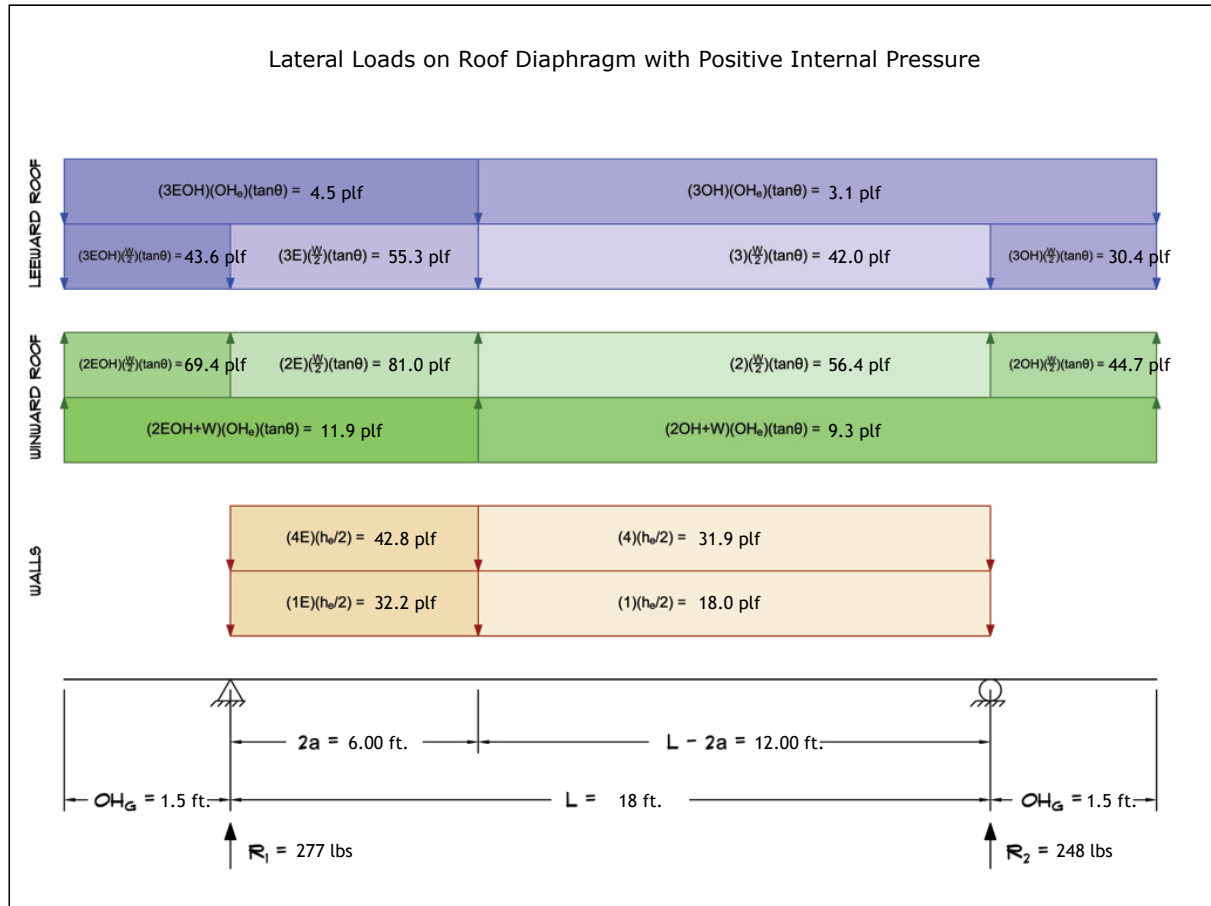 Lateral Loads on Roof Diaphragm with Positive Internal Pressure
LEEWARD ROOF
(3EOH)(OHₑ)(tanθ) = 4.5 plf
(3OH)(OHₑ)(tanθ) = 3.1 plf
(3EOH)(W/2)(tanθ) = 43.6 plf
(3E)(W/2)(tanθ) = 55.3 plf
(3)(W/2)(tanθ) = 42.0 plf
(3OH)(W/2)(tanθ) = 30.4 plf
WINWARD ROOF
(2EOH)(W/2)(tanθ) = 69.4 plf
(2E)(W/2)(tanθ) = 81.0 plf
(2)(W/2)(tanθ) = 56.4 plf
(2OH)(W/2)(tanθ) = 44.7 plf
(2EOH+W)(OHₑ)(tanθ) = 11.9 plf
(2OH+W)(OHₑ)(tanθ) = 9.3 plf
WALLS
(4E)(hₑ/2) = 42.8 plf
(4)(hₑ/2) = 31.9 plf
(1E)(hₑ/2) = 32.2 plf
(1)(hₑ/2) = 18.0 plf
2a = 6.00 ft.
L - 2a = 12.00 ft.
OH_G = 1.5 ft.
L = 18 ft.
OH_G = 1.5 ft.
R₁ = 277 lbs
R₂ = 248 lbs